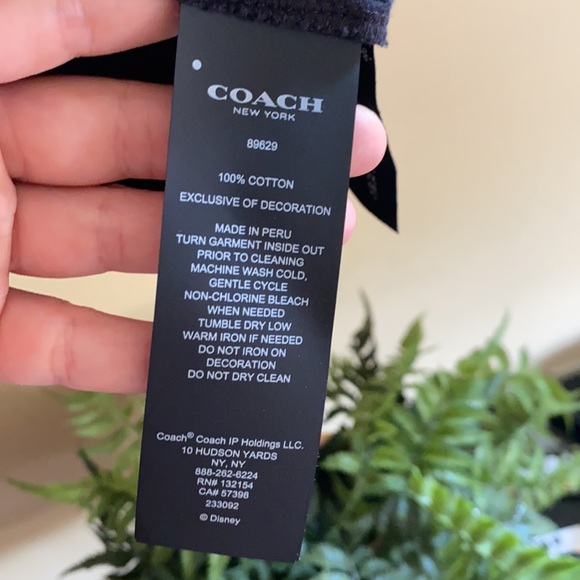 COACH
NEW YORK
89629
100% COTTON
EXCLUSIVE OF DECORATION
MADE IN PERU
TURN GARMENT INSIDE OUT
PRIOR TO CLEANING
MACHINE WASH COLD,
GENTLE CYCLE
NON-CHLORINE BLEACH
WHEN NEEDED
TUMBLE DRY LOW
WARM IRON IF NEEDED
DO NOT IRON ON
DECORATION
DO NOT DRY CLEAN
Coach® Coach IP Holdings LLC.
10 HUDSON YARDS
NY, NY
888-262-6224
RN# 132154
CA# 57398
233092
© Disney